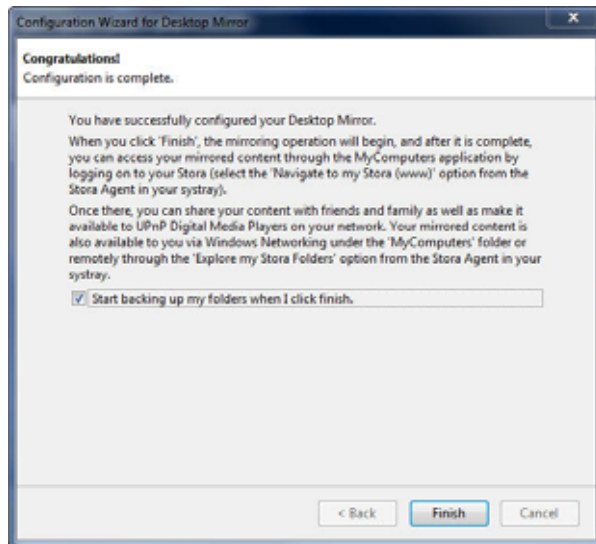 Configuration Wizard for Desktop Mirror
x
Congratulations!
Configuration is complete.
You have successfully configured your Desktop Mirror.
When you click 'Finish', the mirroring operation will begin, and after it is complete,
you can access your mirrored content through the MyComputers application by
logging on to your Stora (select the 'Navigate to my Stora (www)' option from the
Stora Agent in your systray).
Once there, you can share your content with friends and family as well as make it
available to UPnP Digital Media Players on your network. Your mirrored content is
also available to you via Windows Networking under the 'MyComputers' folder or
remotely through the 'Explore my Stora Folders' option from the Stora Agent in your
systray.
Start backing up my folders when I click finish.
< Back Finish Cancel